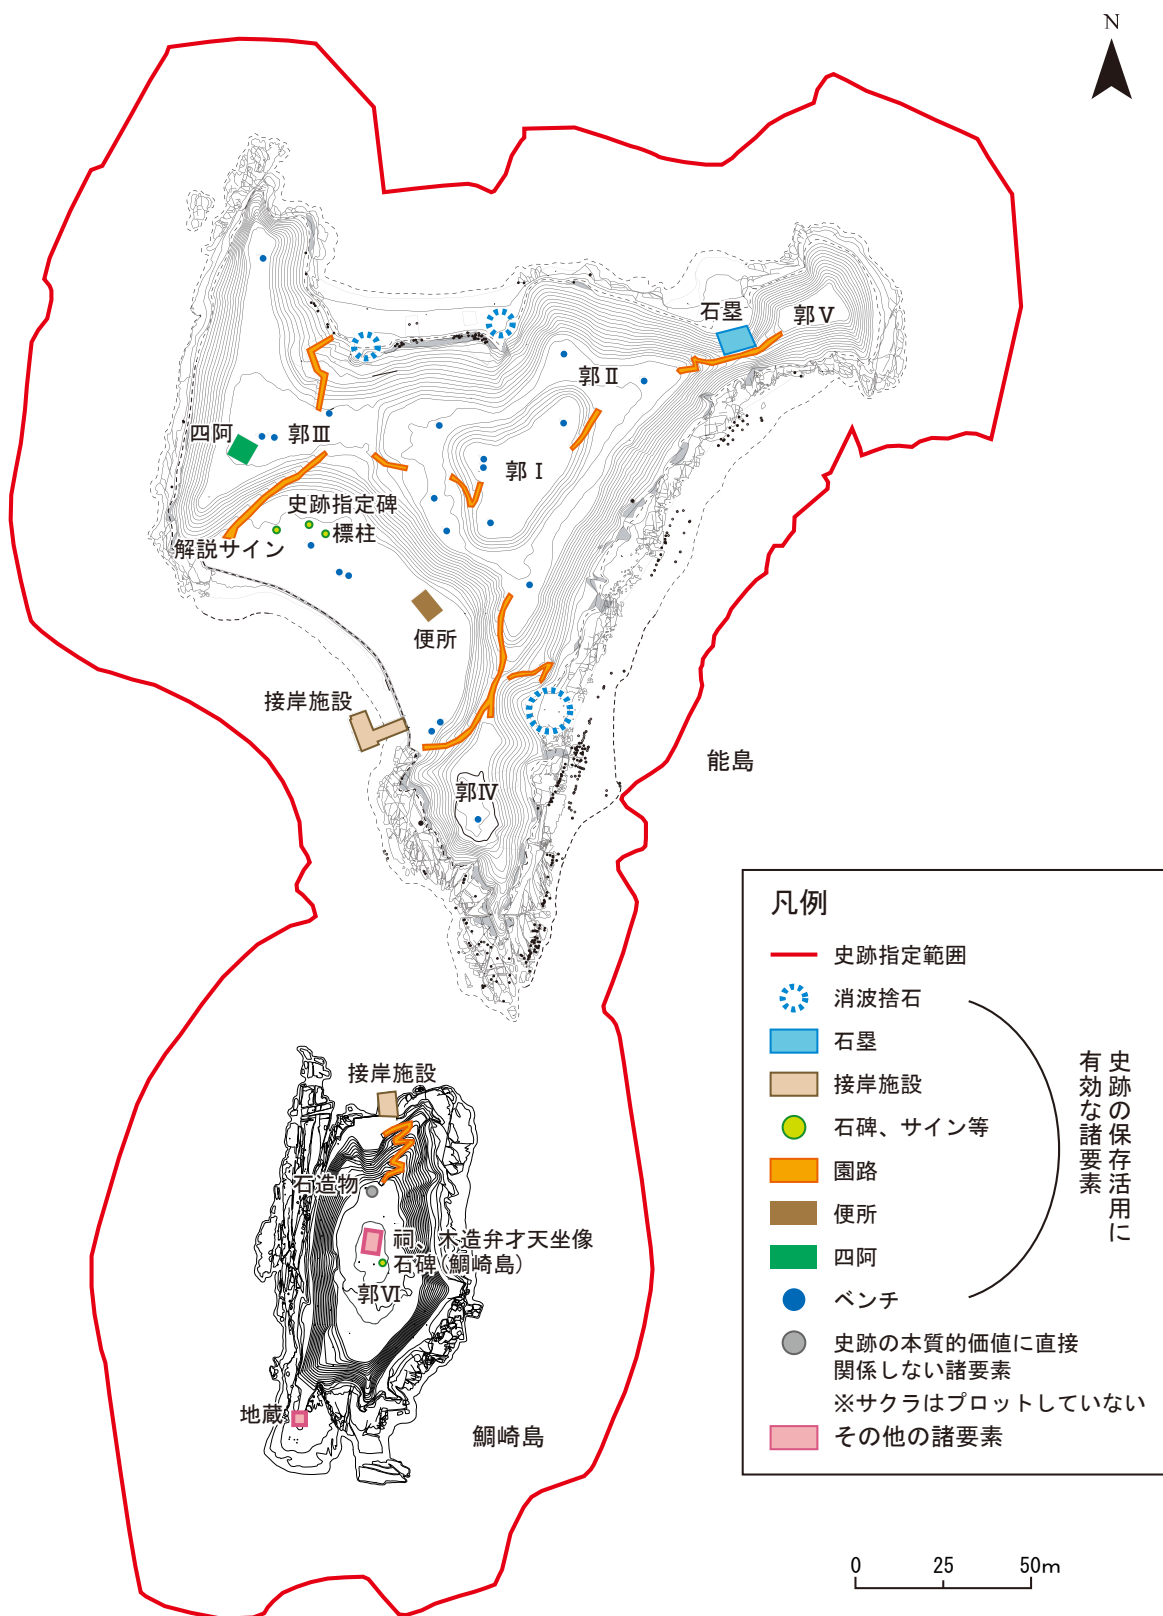 N
石塁
郭Ⅴ
郭Ⅱ
四阿
郭Ⅲ
郭Ⅰ
史跡指定碑
標柱
解説サイン
便所
接岸施設
能島
郭Ⅳ
接岸施設
石造物
祠、木造弁才天坐像
石碑（鯛崎島）
郭Ⅵ
地蔵
鯛崎島
凡例
史跡指定範囲
消波捨石
石塁
接岸施設
石碑、サイン等
園路
便所
四阿
ベンチ
史跡の保存活用に
有効な諸要素
史跡の本質的価値に直接
関係しない諸要素
※サクラはプロットしていない
その他の諸要素
0 25 50m